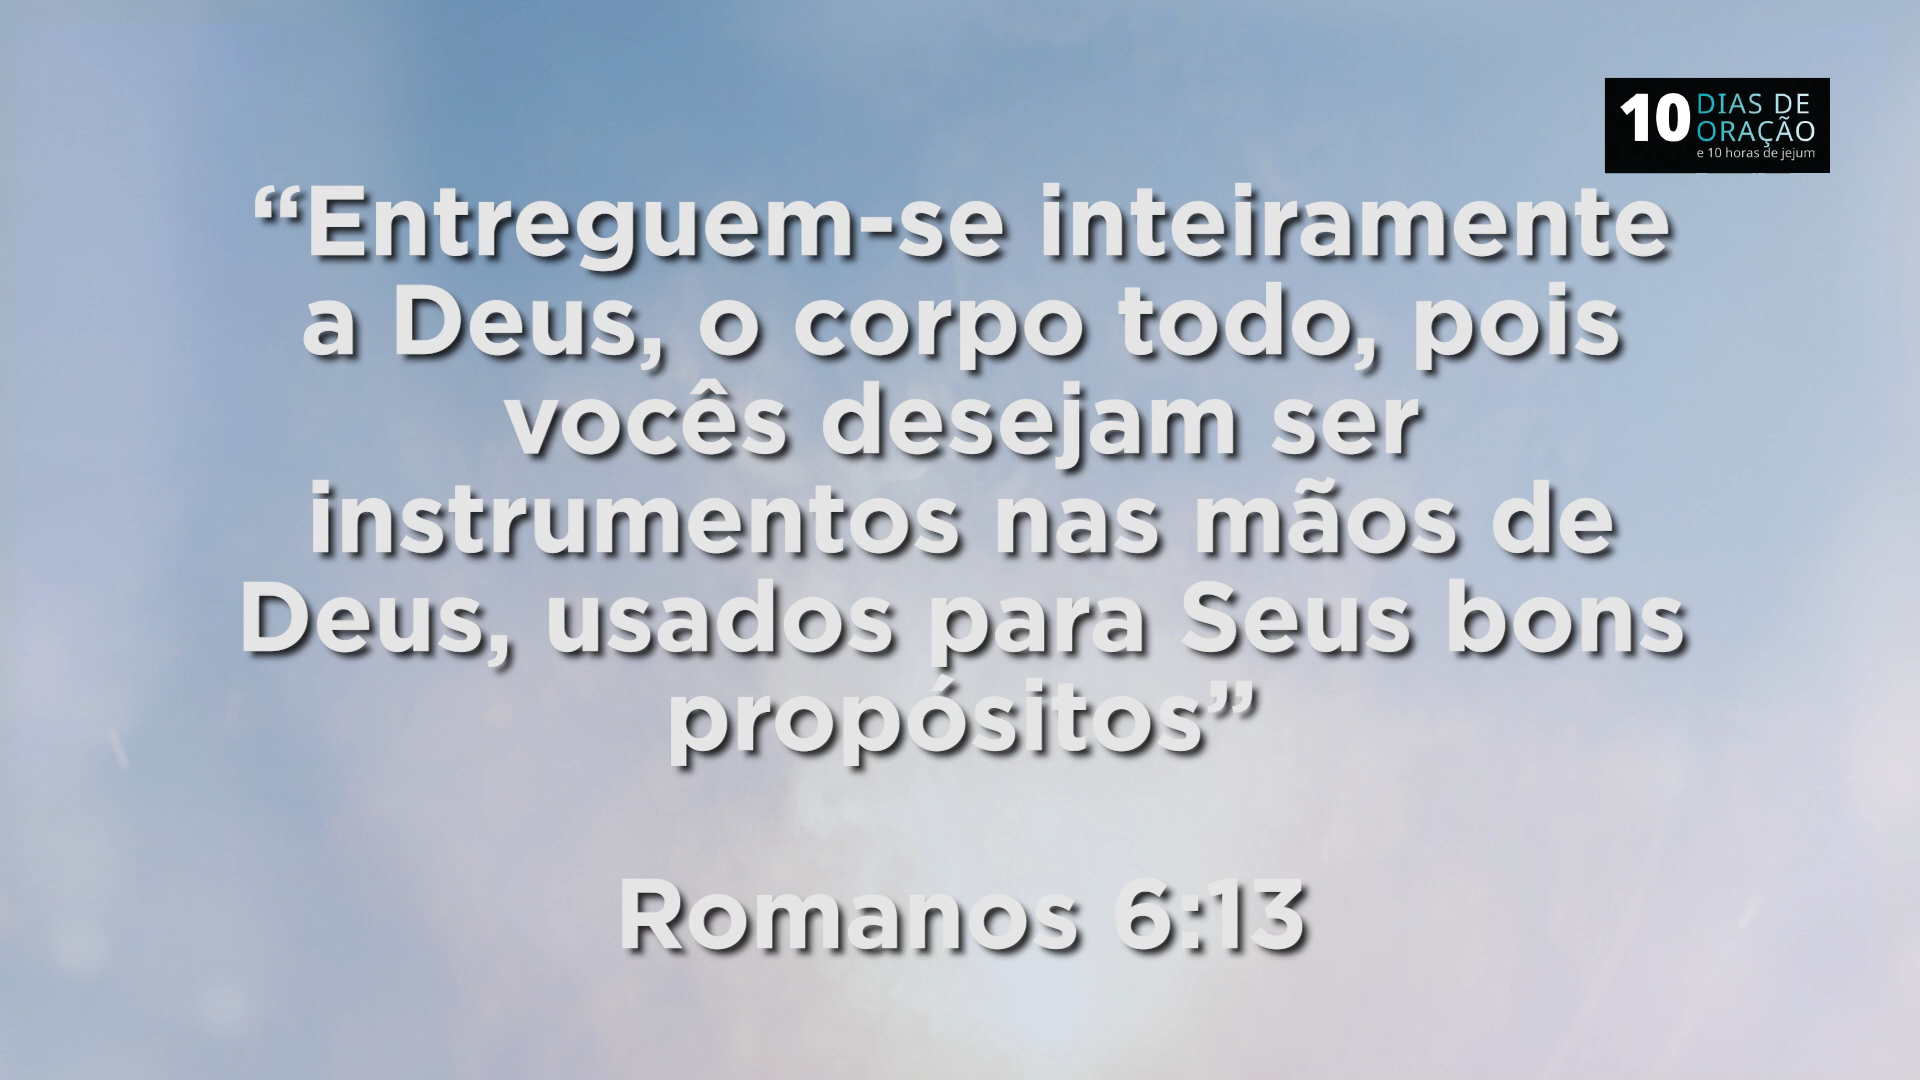 10 DIAS DE
ORAÇÃO
e 10 horas de jejum
“Entreguem-se inteiramente
a Deus, o corpo todo, pois
vocês desejam ser
instrumentos nas mãos de
Deus, usados para Seus bons
propósitos”
Romanos 6:13